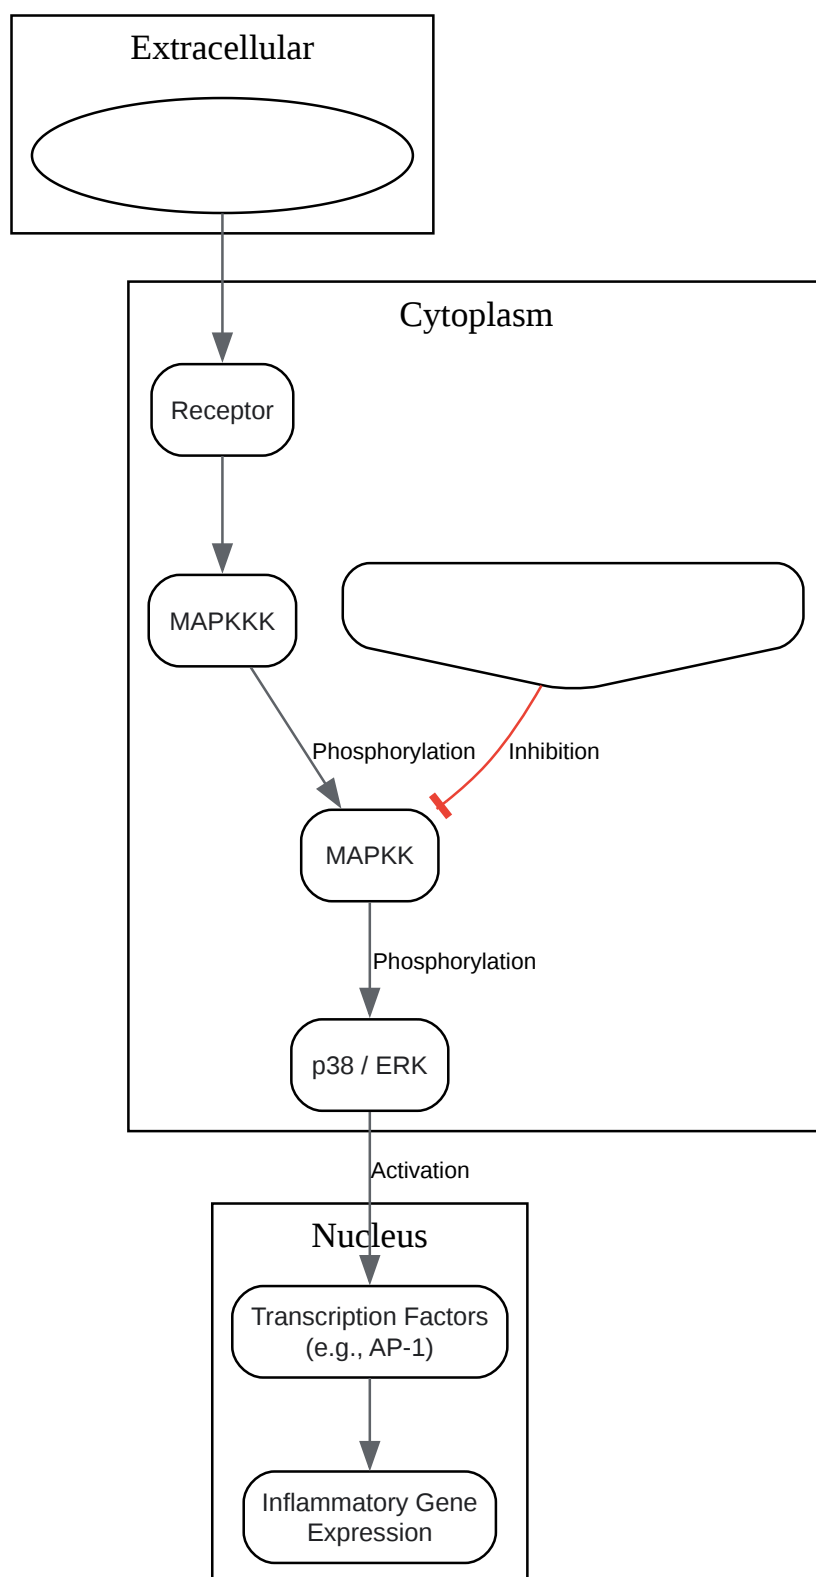 Extracellular
Cytoplasm
Receptor
MAPKKK
Phosphorylation
Inhibition
MAPKK
Phosphorylation
p38 / ERK
Activation
Nucleus
Transcription Factors
(e.g., AP-1)
Inflammatory Gene
Expression